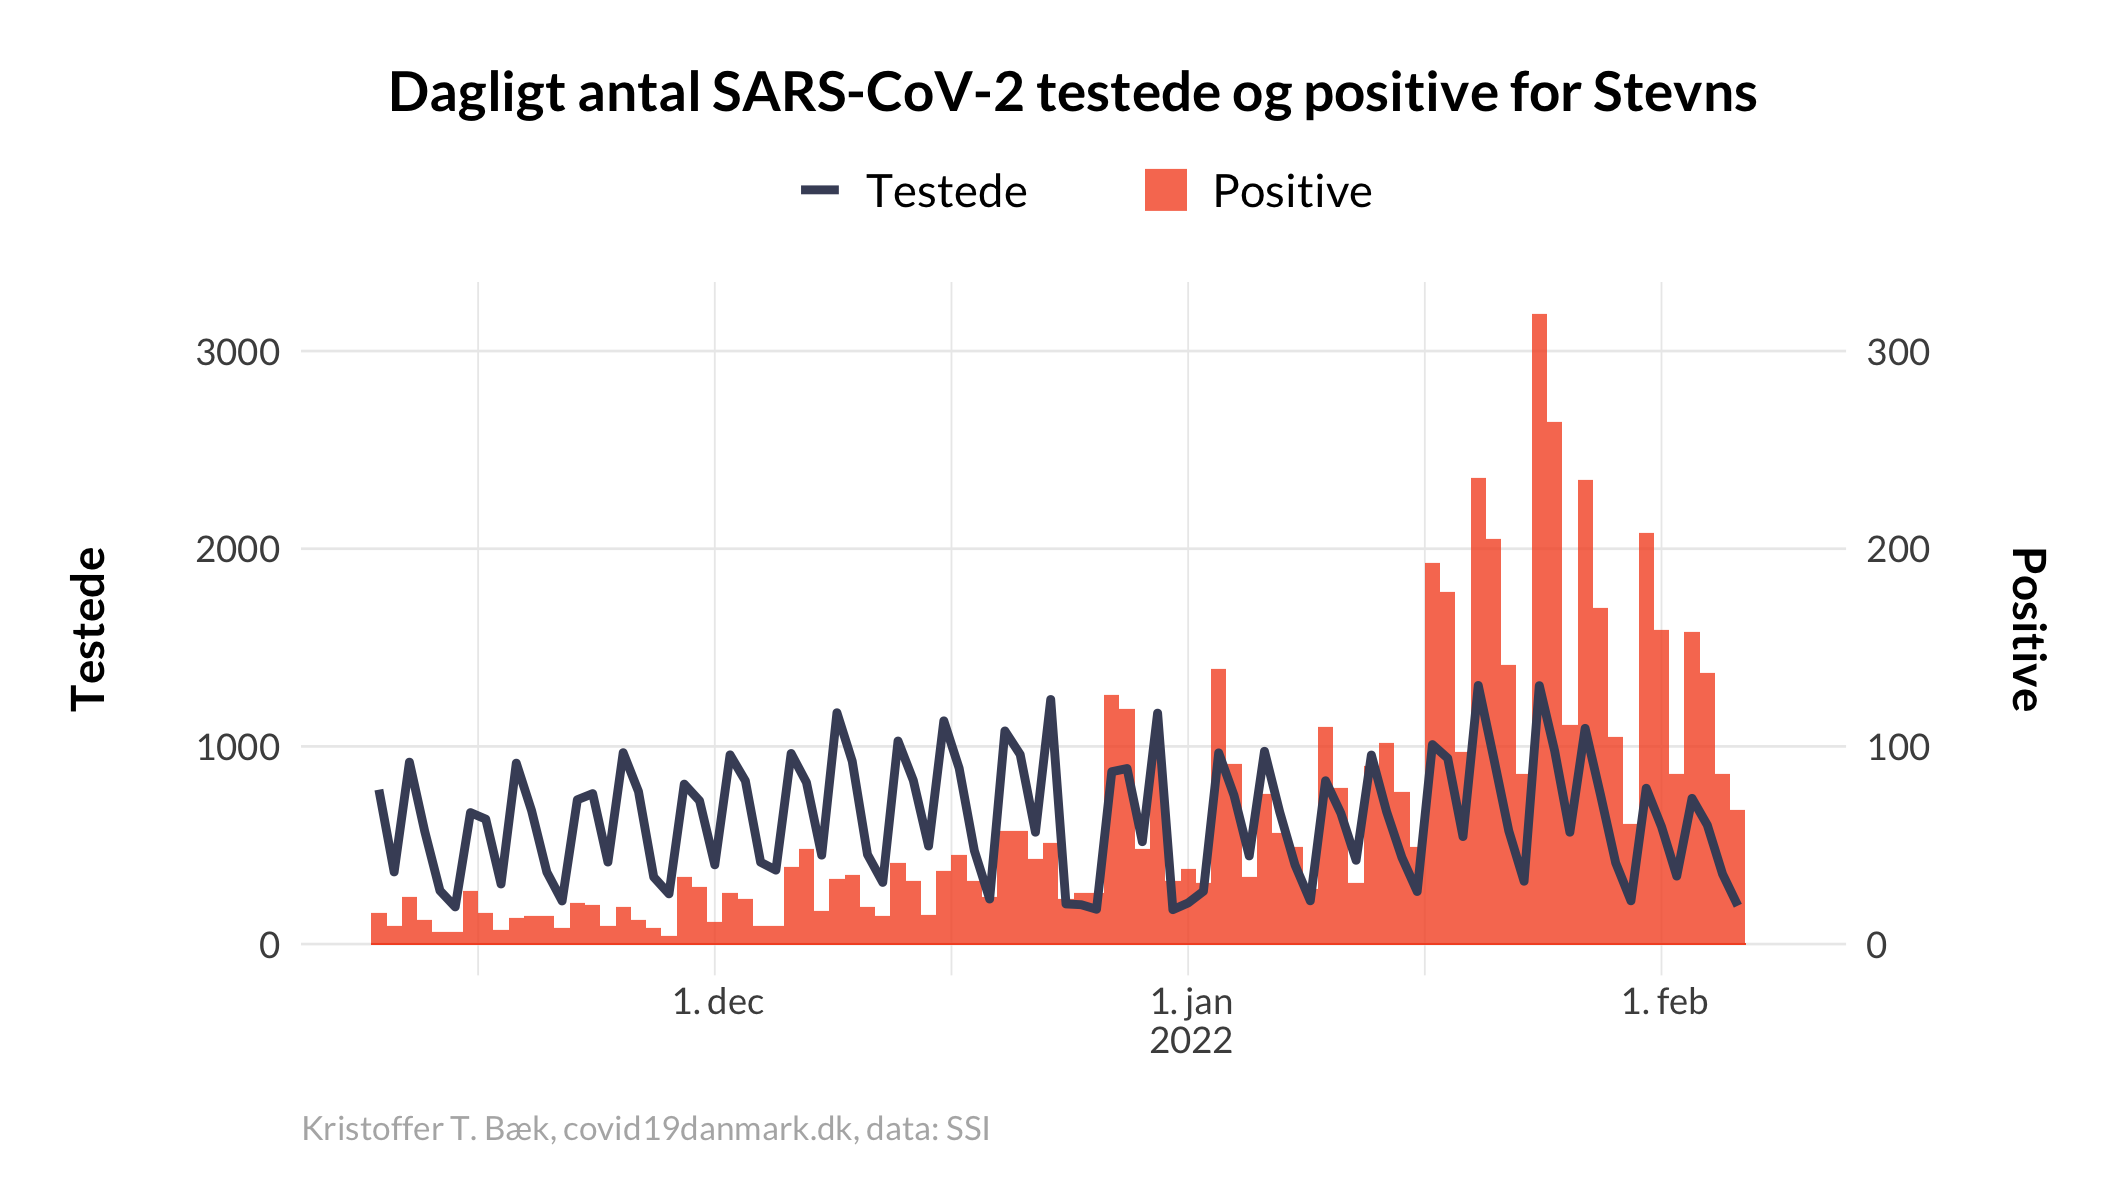 Dagligt antal SARS-CoV-2 testede og positive for Stevns
Testede
Positive
3000
2000
1000
0
Testede
300
200
100
0
Positive
1. dec
1. jan
2022
1. feb
Kristoffer T. Bæk, covid19danmark.dk, data: SSI